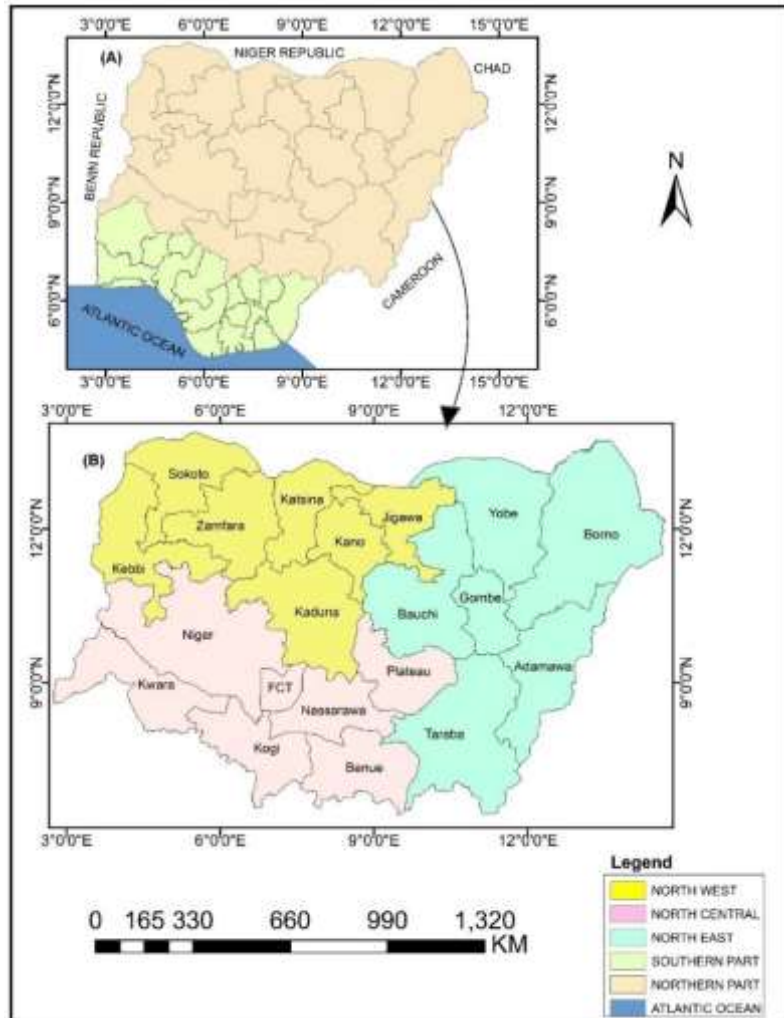 3°0'0"E 6°0'0"E 9°0'0"E 12°0'0"E 15°0'0"E
(A)
NIGER REPUBLIC
CHAD
BENIN REPUBLIC
CAMEROON
ATLANTIC OCEAN
12°0'0"N 12°0'0"N
9°0'0"N 9°0'0"N
6°0'0"N 6°0'0"N
3°0'0"E 6°0'0"E 9°0'0"E 12°0'0"E 15°0'0"E
N
3°0'0"E 6°0'0"E 9°0'0"E 12°0'0"E
(B)
Sokoto
Katsina
Jigawa
Yobe
Zamfara
Kano
Borno
Kebbi
Gombe
Kaduna
Bauchi
Niger
Plateau
Adamawa
Kwara
FCT
Nassarawa
Taraba
Kogi
Benue
12°0'0"N 12°0'0"N
9°0'0"N 9°0'0"N
3°0'0"E 6°0'0"E 9°0'0"E 12°0'0"E
0 165 330 660 990 1,320
KM
Legend
NORTH WEST
NORTH CENTRAL
NORTH EAST
SOUTHERN PART
NORTHERN PART
ATLANTIC OCEAN